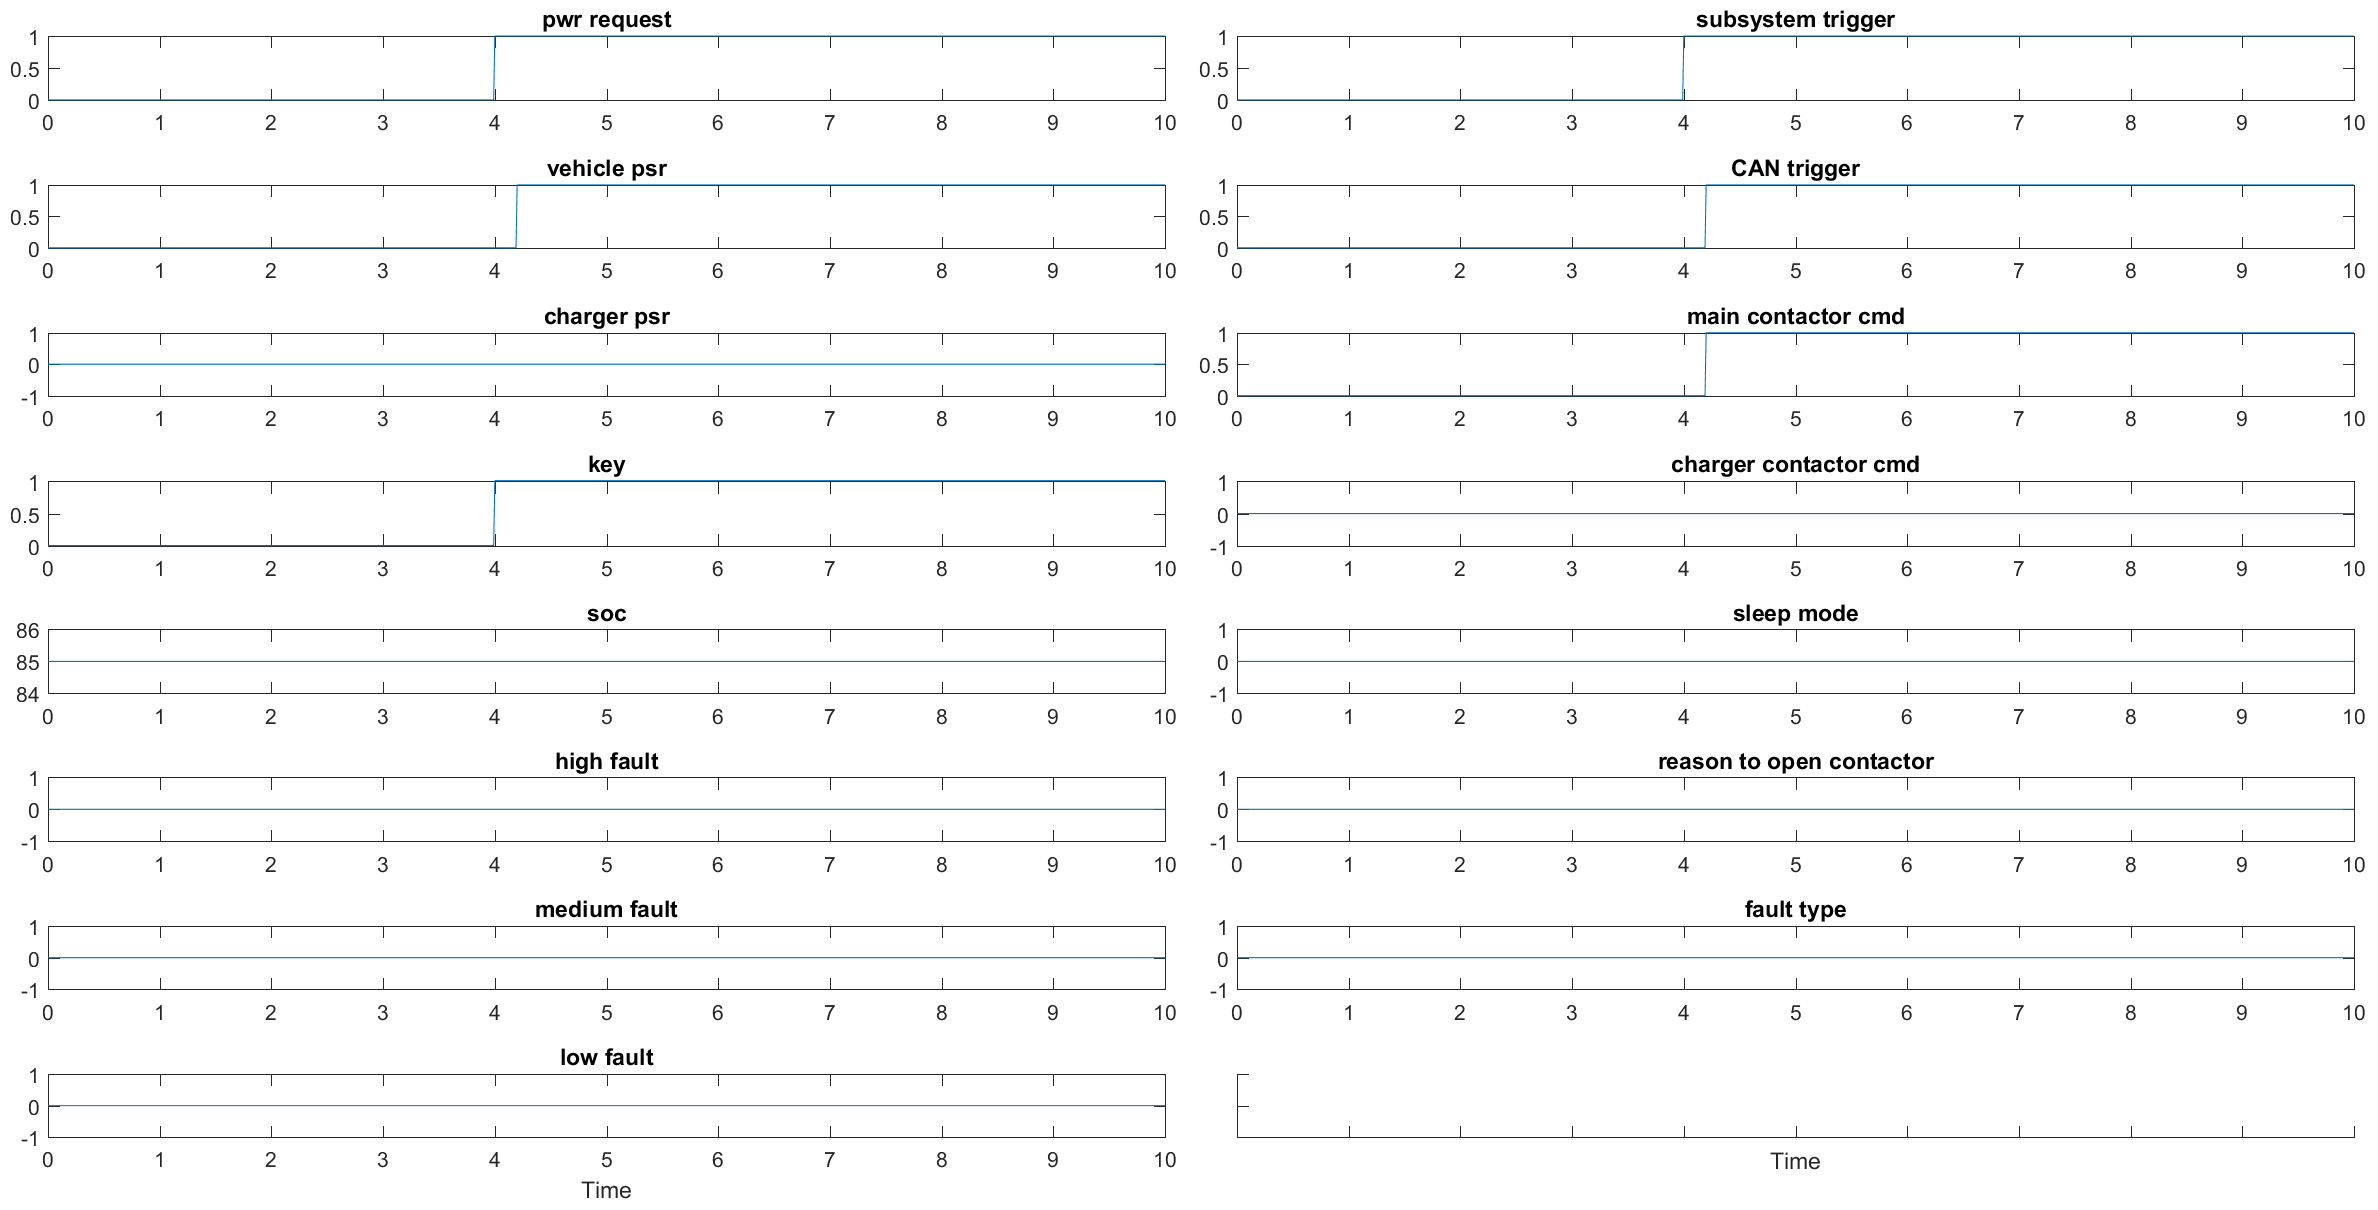 pwr request
1
0.5
0
0 1 2 3 4 5 6 7 8 9 10
subsystem trigger
1
0.5
0
0 1 2 3 4 5 6 7 8 9 10
vehicle psr
1
0.5
0
0 1 2 3 4 5 6 7 8 9 10
CAN trigger
1
0.5
0
0 1 2 3 4 5 6 7 8 9 10
charger psr
1
0
-1
0 1 2 3 4 5 6 7 8 9 10
main contactor cmd
1
0.5
0
0 1 2 3 4 5 6 7 8 9 10
key
1
0.5
0
0 1 2 3 4 5 6 7 8 9 10
charger contactor cmd
1
0
-1
0 1 2 3 4 5 6 7 8 9 10
soc
86
85
84
0 1 2 3 4 5 6 7 8 9 10
sleep mode
1
0
-1
0 1 2 3 4 5 6 7 8 9 10
high fault
1
0
-1
0 1 2 3 4 5 6 7 8 9 10
reason to open contactor
1
0
-1
0 1 2 3 4 5 6 7 8 9 10
medium fault
1
0
-1
0 1 2 3 4 5 6 7 8 9 10
fault type
1
0
-1
0 1 2 3 4 5 6 7 8 9 10
low fault
1
0
-1
0 1 2 3 4 5 6 7 8 9 10
Time
Time